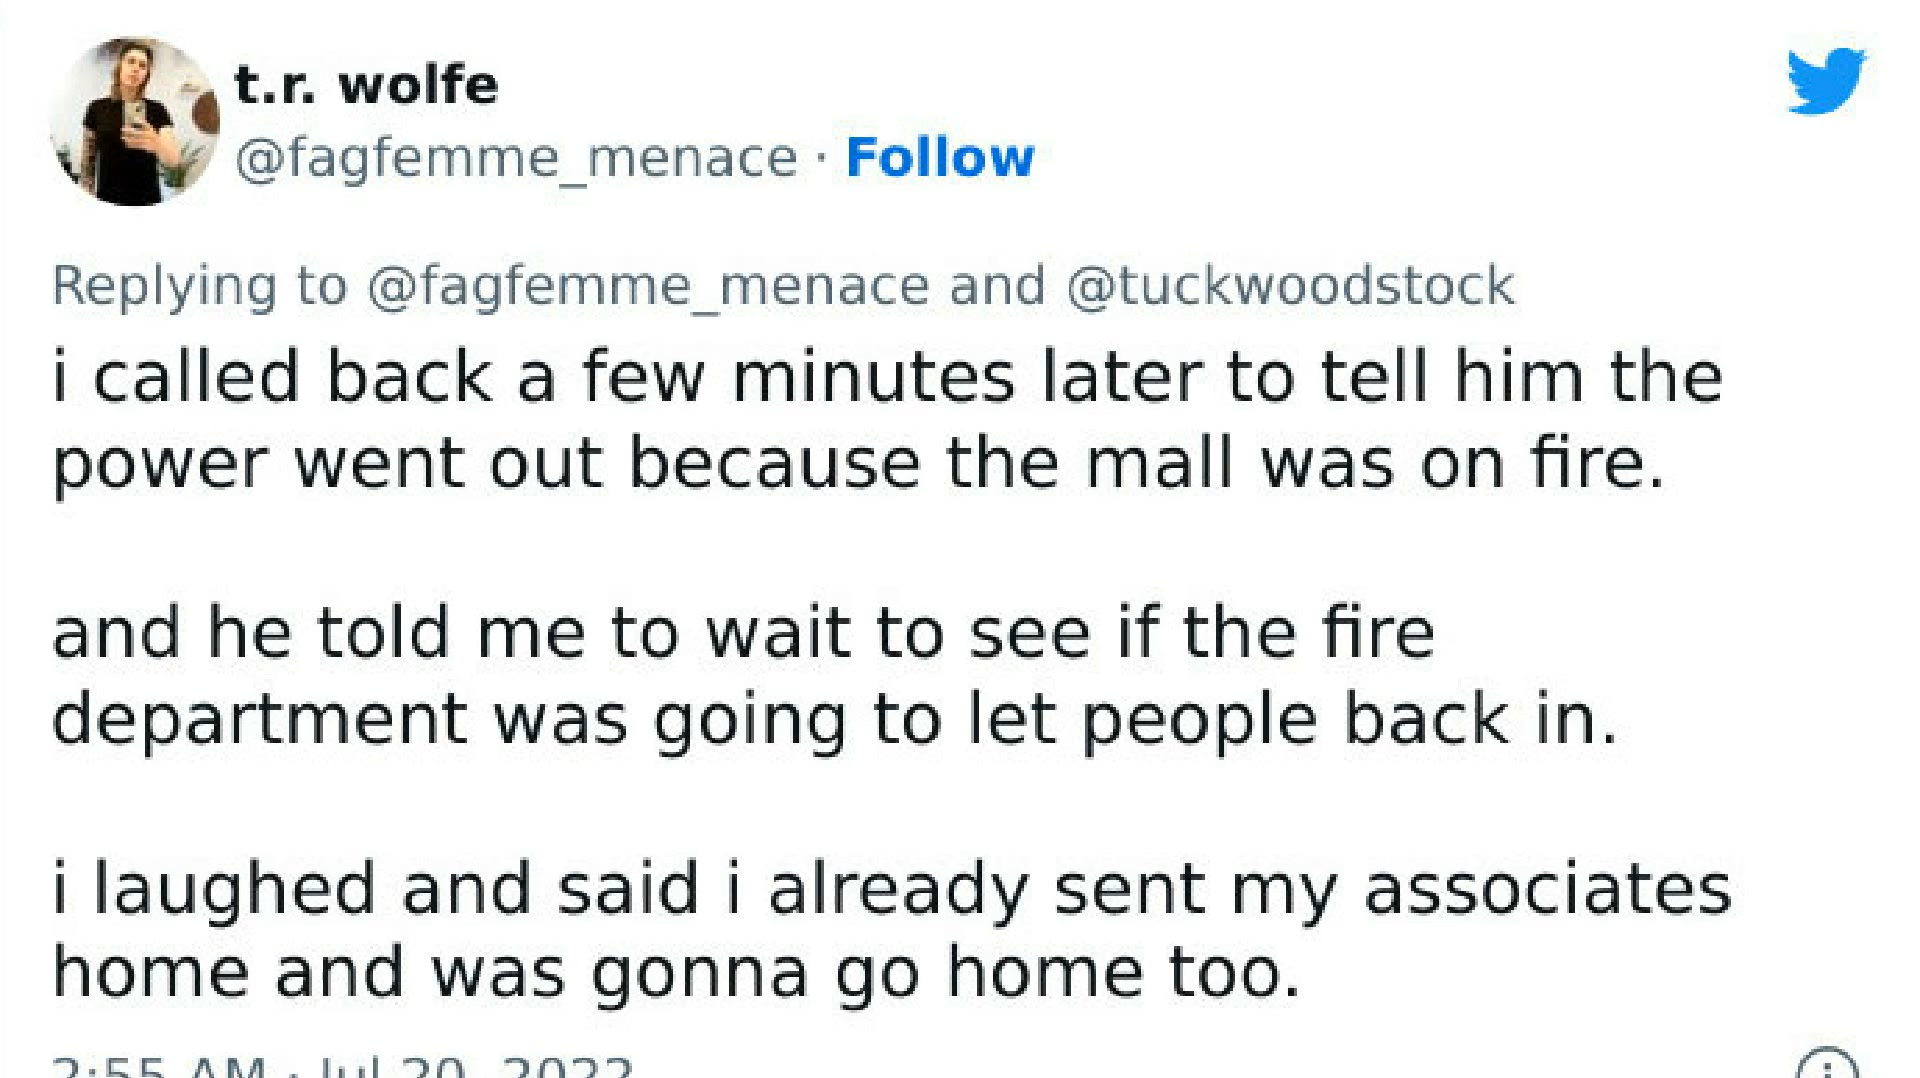 t.r. wolfe
@fagfemme_menace · Follow
Replying to @fagfemme_menace and @tuckwoodstock
i called back a few minutes later to tell him the
power went out because the mall was on fire.
and he told me to wait to see if the fire
department was going to let people back in.
i laughed and said i already sent my associates
home and was gonna go home too.
2:55 AM · Jul 20, 2022